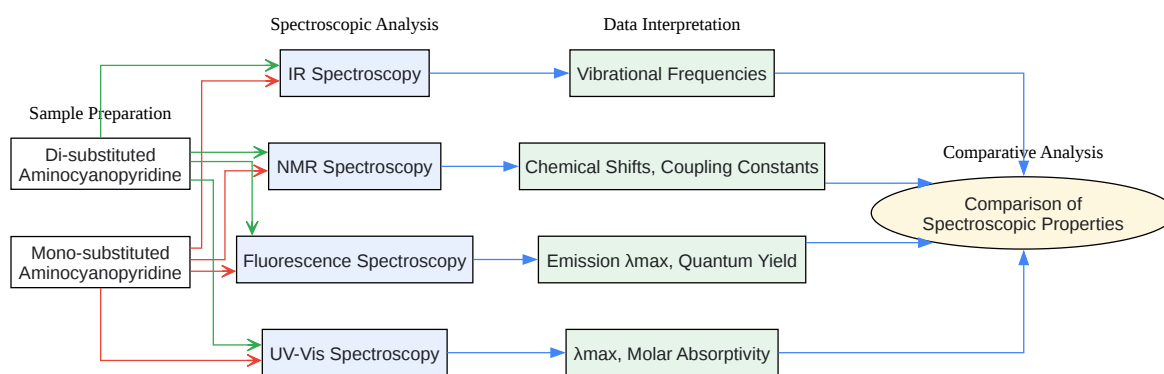 Spectroscopic Analysis
Data Interpretation
IR Spectroscopy
Vibrational Frequencies
Sample Preparation
Di-substituted
Aminocyanopyridine
NMR Spectroscopy
Chemical Shifts, Coupling Constants
Comparative Analysis
Comparison of
Spectroscopic Properties
Mono-substituted
Aminocyanopyridine
Fluorescence Spectroscopy
Emission λmax, Quantum Yield
UV-Vis Spectroscopy
λmax, Molar Absorptivity